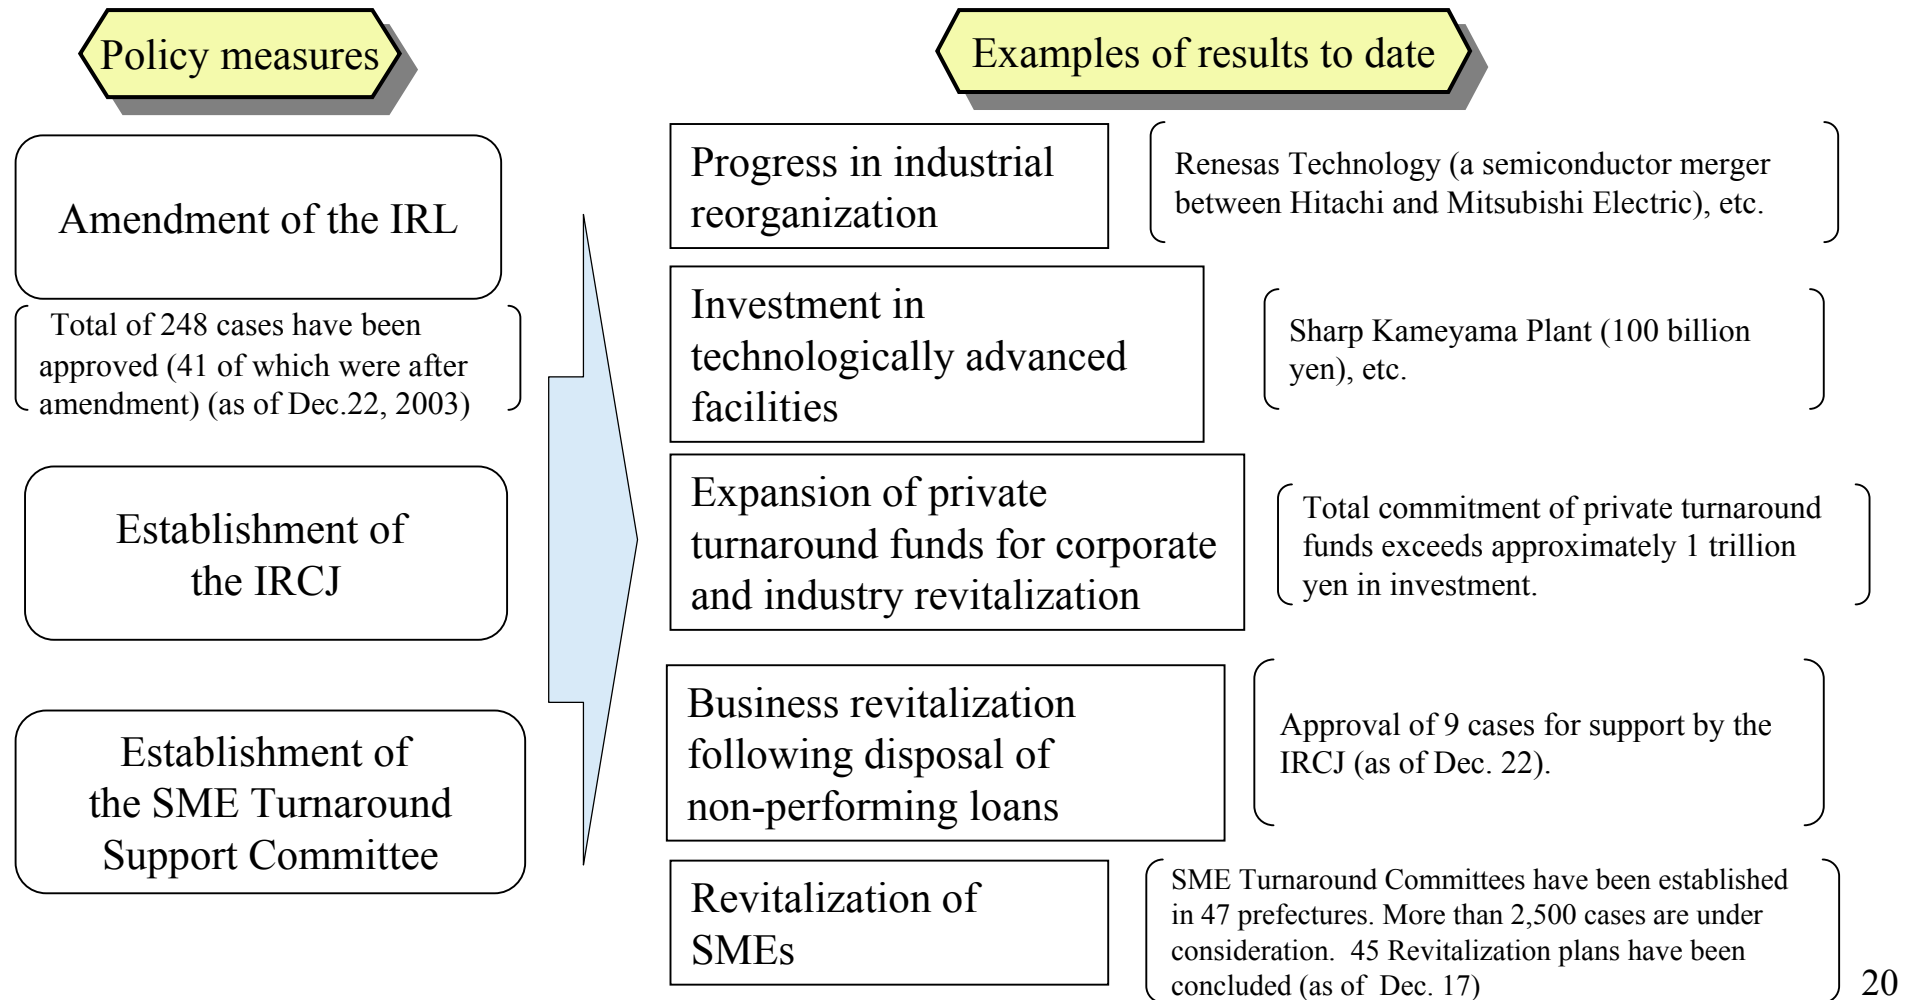 Policy measures
Examples of results to date
Amendment of the IRL
Total of 248 cases have been
approved (41 of which were after
amendment) (as of Dec.22, 2003)
Establishment of
the IRCJ
Establishment of
the SME Turnaround
Support Committee
Progress in industrial
reorganization
Renesas Technology (a semiconductor merger
between Hitachi and Mitsubishi Electric), etc.
Investment in
technologically advanced
facilities
Sharp Kameyama Plant (100 billion
yen), etc.
Expansion of private
turnaround funds for corporate
and industry revitalization
Total commitment of private turnaround
funds exceeds approximately 1 trillion
yen in investment.
Business revitalization
following disposal of
non-performing loans
Approval of 9 cases for support by the
IRCJ (as of Dec. 22).
Revitalization of
SMEs
SME Turnaround Committees have been established
in 47 prefectures. More than 2,500 cases are under
consideration.  45 Revitalization plans have been
concluded (as of  Dec. 17)
20